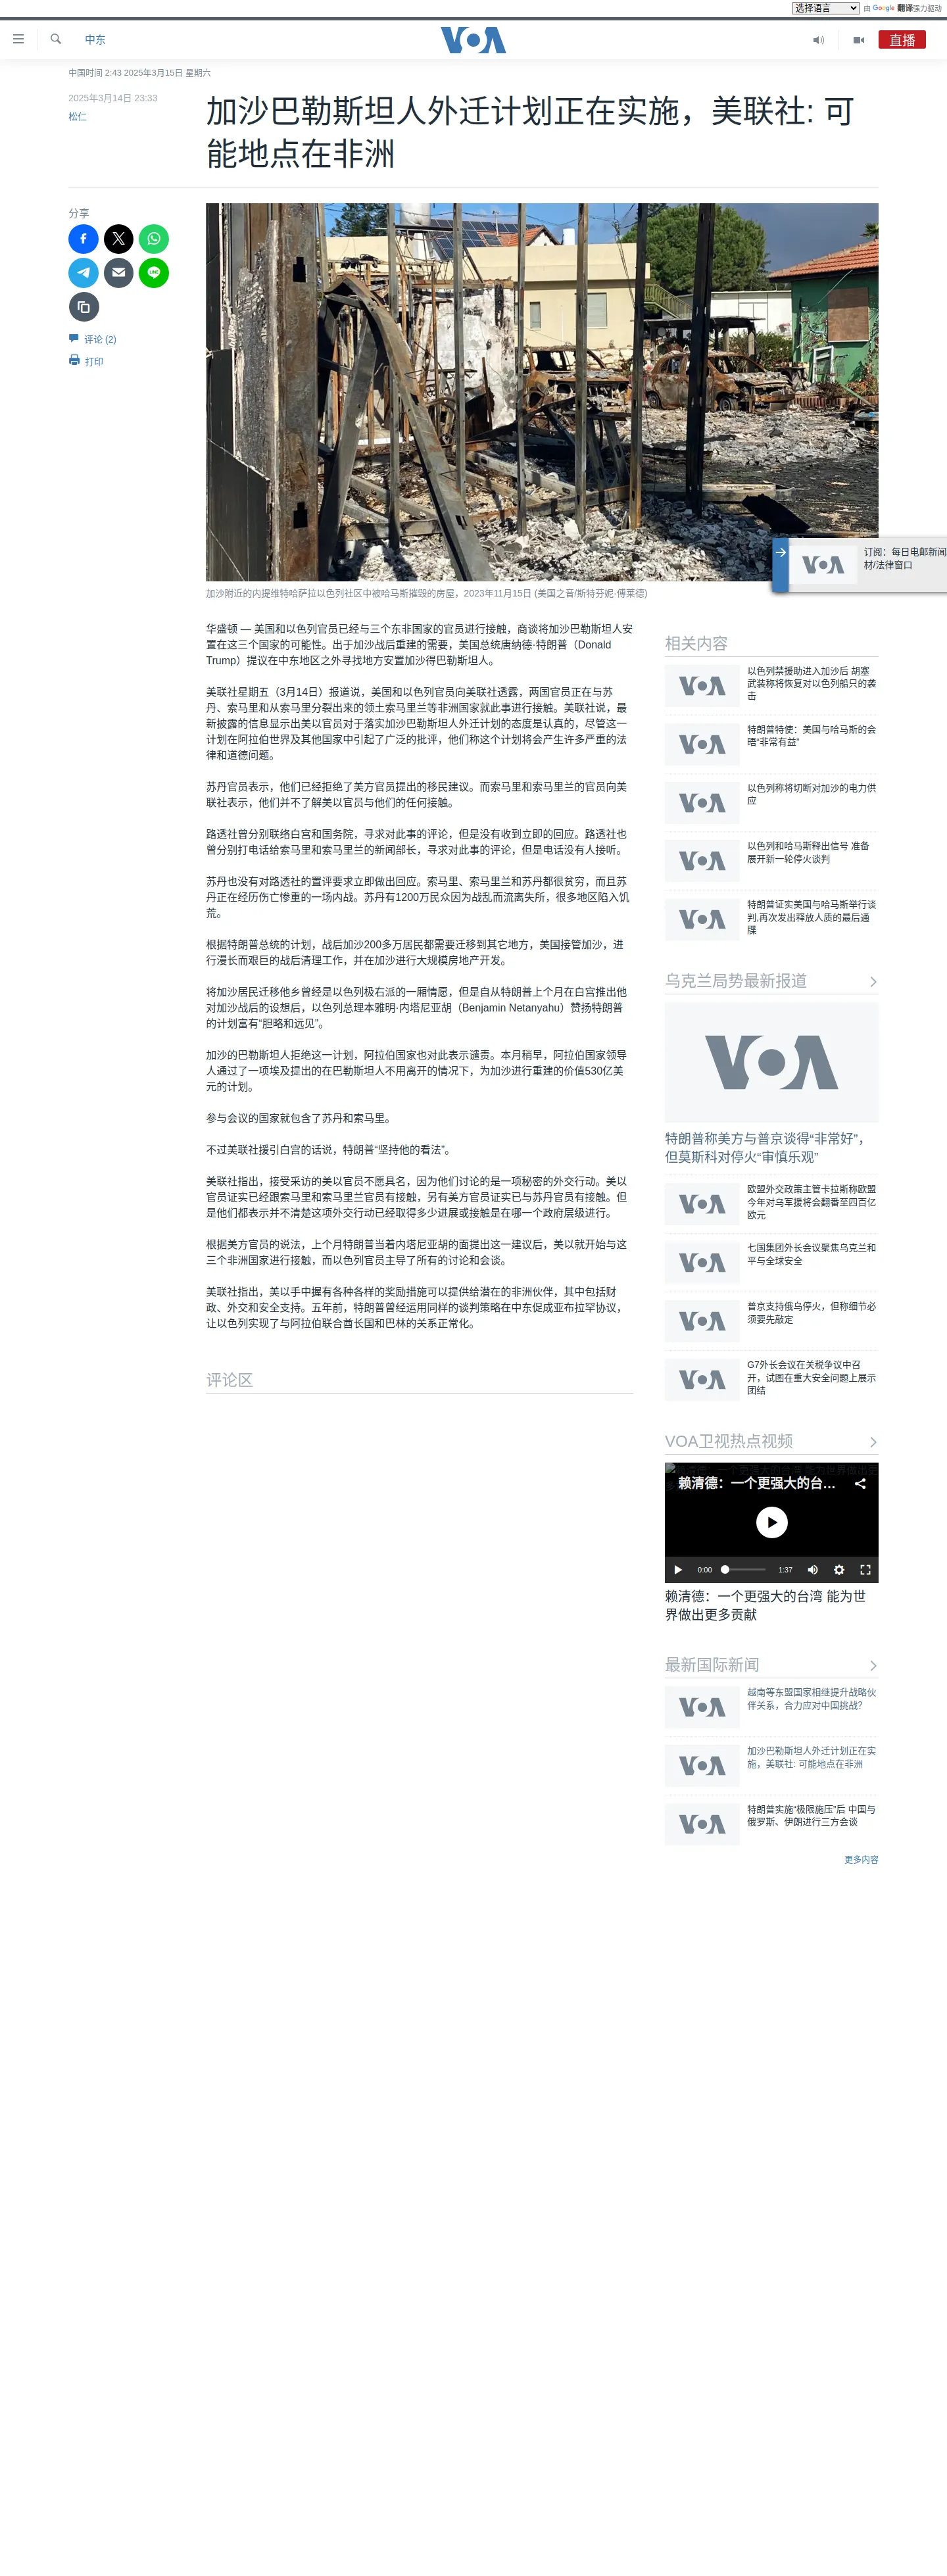 选择语言
由 Google 翻译强力驱动
中东
VOA
直播
中国时间 2:43 2025年3月15日 星期六
2025年3月14日 23:33
松仁
加沙巴勒斯坦人外迁计划正在实施，美联社: 可
能地点在非洲
分享
评论 (2)
打印
订阅：每日电邮新闻
材/法律窗口
VOA
加沙附近的内提维特哈萨拉以色列社区中被哈马斯摧毁的房屋，2023年11月15日 (美国之音/斯特芬妮·傅莱德)
华盛顿 — 美国和以色列官员已经与三个东非国家的官员进行接触，商谈将加沙巴勒斯坦人安
置在这三个国家的可能性。出于加沙战后重建的需要，美国总统唐纳德·特朗普（Donald
Trump）提议在中东地区之外寻找地方安置加沙得巴勒斯坦人。
美联社星期五（3月14日）报道说，美国和以色列官员向美联社透露，两国官员正在与苏
丹、索马里和从索马里分裂出来的领土索马里兰等非洲国家就此事进行接触。美联社说，最
新披露的信息显示出美以官员对于落实加沙巴勒斯坦人外迁计划的态度是认真的，尽管这一
计划在阿拉伯世界及其他国家中引起了广泛的批评，他们称这个计划将会产生许多严重的法
律和道德问题。
苏丹官员表示，他们已经拒绝了美方官员提出的移民建议。而索马里和索马里兰的官员向美
联社表示，他们并不了解美以官员与他们的任何接触。
路透社曾分别联络白宫和国务院，寻求对此事的评论，但是没有收到立即的回应。路透社也
曾分别打电话给索马里和索马里兰的新闻部长，寻求对此事的评论，但是电话没有人接听。
苏丹也没有对路透社的置评要求立即做出回应。索马里、索马里兰和苏丹都很贫穷，而且苏
丹正在经历伤亡惨重的一场内战。苏丹有1200万民众因为战乱而流离失所，很多地区陷入饥
荒。
根据特朗普总统的计划，战后加沙200多万居民都需要迁移到其它地方，美国接管加沙，进
行漫长而艰巨的战后清理工作，并在加沙进行大规模房地产开发。
将加沙居民迁移他乡曾经是以色列极右派的一厢情愿，但是自从特朗普上个月在白宫推出他
对加沙战后的设想后，以色列总理本雅明·内塔尼亚胡（Benjamin Netanyahu）赞扬特朗普
的计划富有“胆略和远见”。
加沙的巴勒斯坦人拒绝这一计划，阿拉伯国家也对此表示谴责。本月稍早，阿拉伯国家领导
人通过了一项埃及提出的在巴勒斯坦人不用离开的情况下，为加沙进行重建的价值530亿美
元的计划。
参与会议的国家就包含了苏丹和索马里。
不过美联社援引白宫的话说，特朗普“坚持他的看法”。
美联社指出，接受采访的美以官员不愿具名，因为他们讨论的是一项秘密的外交行动。美以
官员证实已经跟索马里和索马里兰官员有接触，另有美方官员证实已与苏丹官员有接触。但
是他们都表示并不清楚这项外交行动已经取得多少进展或接触是在哪一个政府层级进行。
根据美方官员的说法，上个月特朗普当着内塔尼亚胡的面提出这一建议后，美以就开始与这
三个非洲国家进行接触，而以色列官员主导了所有的讨论和会谈。
美联社指出，美以手中握有各种各样的奖励措施可以提供给潜在的非洲伙伴，其中包括财
政、外交和安全支持。五年前，特朗普曾经运用同样的谈判策略在中东促成亚布拉罕协议，
让以色列实现了与阿拉伯联合酋长国和巴林的关系正常化。
评论区
相关内容
VOA
以色列禁援助进入加沙后 胡塞
武装称将恢复对以色列船只的袭
击
VOA
特朗普特使：美国与哈马斯的会
晤“非常有益”
VOA
以色列称将切断对加沙的电力供
应
VOA
以色列和哈马斯释出信号 准备
展开新一轮停火谈判
VOA
特朗普证实美国与哈马斯举行谈
判,再次发出释放人质的最后通
牒
乌克兰局势最新报道
VOA
特朗普称美方与普京谈得“非常好”，
但莫斯科对停火“审慎乐观”
VOA
欧盟外交政策主管卡拉斯称欧盟
今年对乌军援将会翻番至四百亿
欧元
VOA
七国集团外长会议聚焦乌克兰和
平与全球安全
VOA
普京支持俄乌停火，但称细节必
须要先敲定
VOA
G7外长会议在关税争议中召
开，试图在重大安全问题上展示
团结
VOA卫视热点视频
赖清德：一个更强大的台...
0:00
1:37
赖清德：一个更强大的台湾 能为世
界做出更多贡献
最新国际新闻
VOA
越南等东盟国家相继提升战略伙
伴关系，合力应对中国挑战？
VOA
加沙巴勒斯坦人外迁计划正在实
施，美联社: 可能地点在非洲
VOA
特朗普实施“极限施压”后 中国与
俄罗斯、伊朗进行三方会谈
更多内容